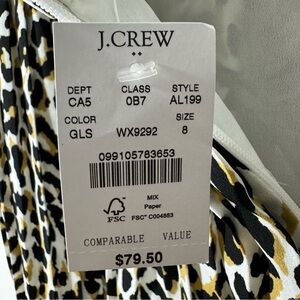 J.CREW
DEPT CLASS STYLE
CA5 0B7 AL199
COLOR SIZE
GLS WX9292 8
099105783653
MIX
Paper
FSC
FSC® C004883
COMPARABLE VALUE
$79.50